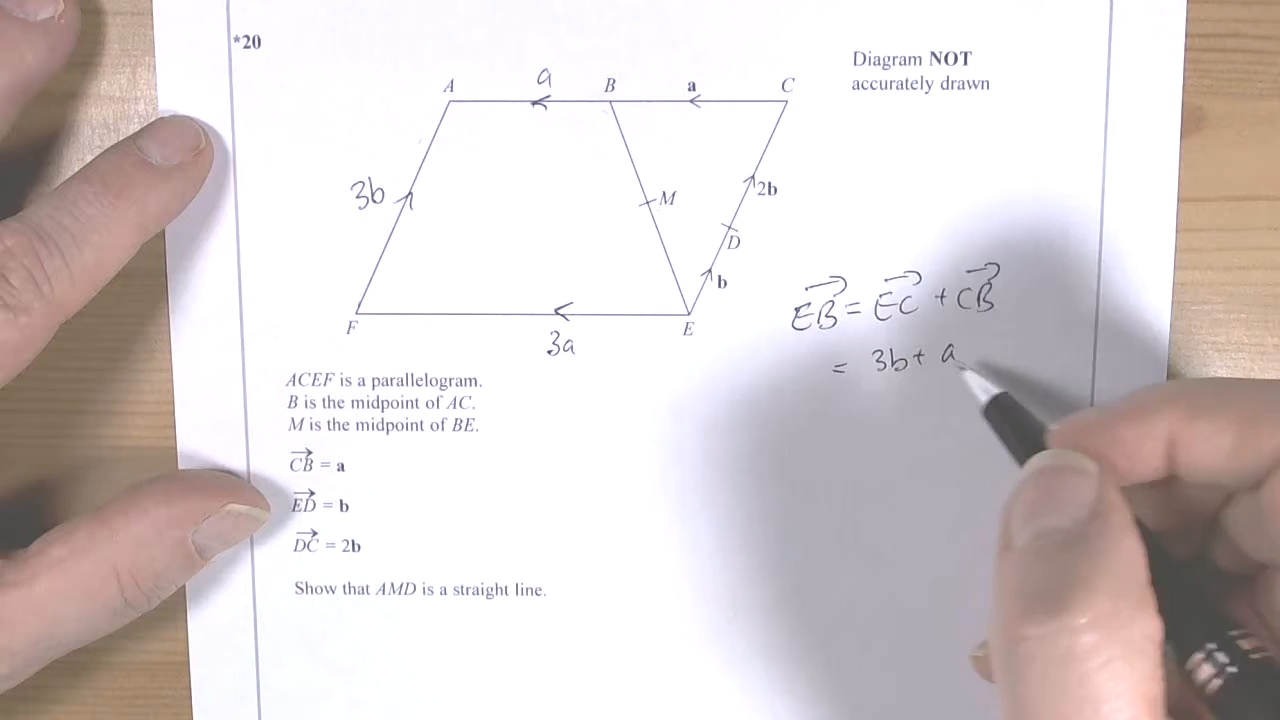 *20
Diagram NOT
accurately drawn
A a B a C
3b M 2b
D
b
F 3a E
EB = EC + CB
= 3b + a
ACEF is a parallelogram.
B is the midpoint of AC.
M is the midpoint of BE.
CB = a
ED = b
DC = 2b
Show that AMD is a straight line.